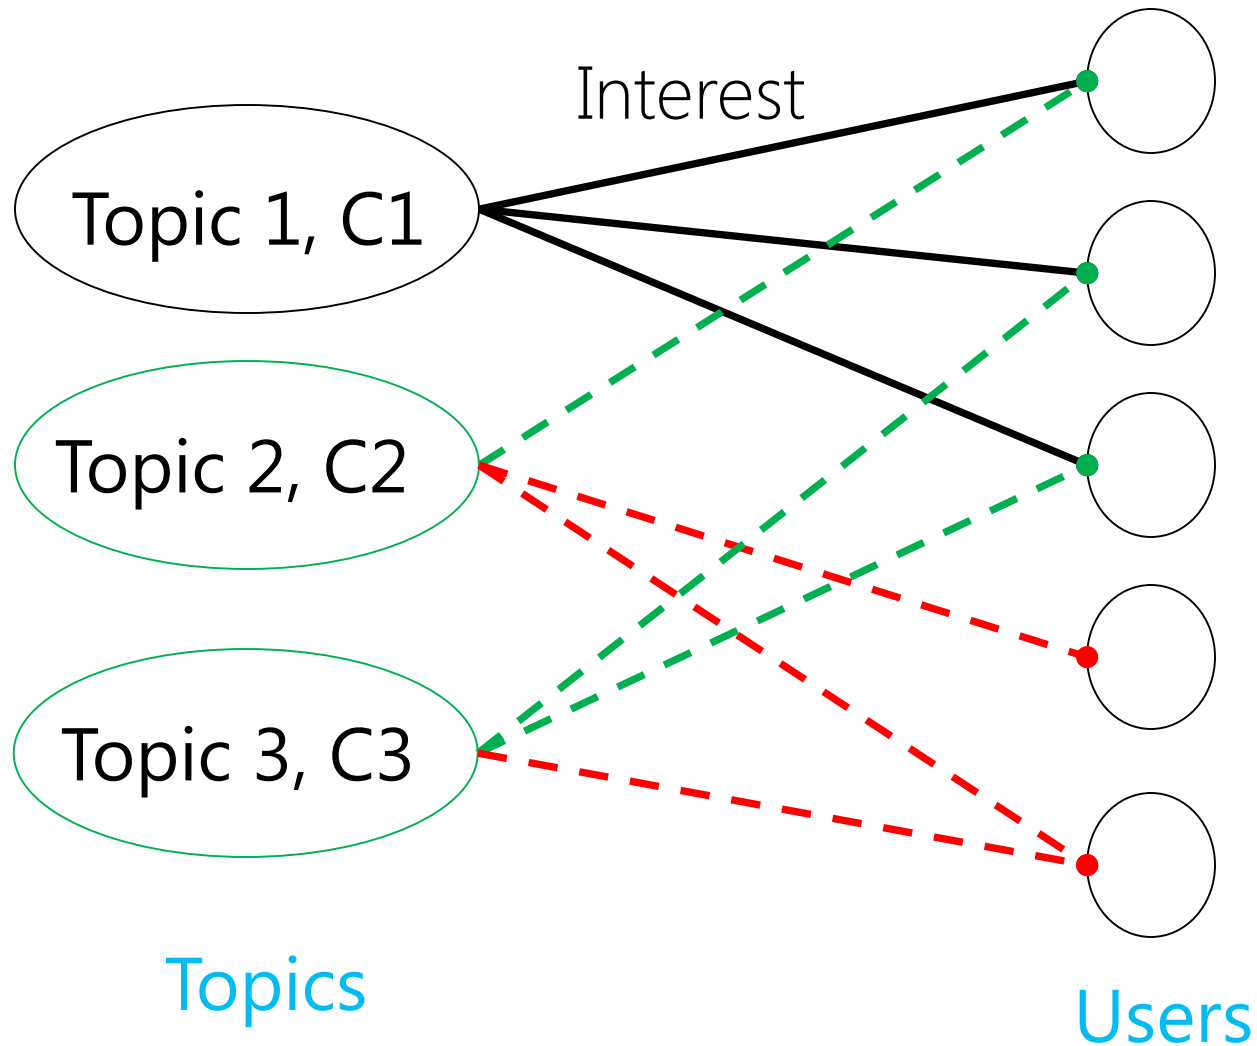 Interest
Topic 1, C1
Topic 2, C2
Topic 3, C3
Topics
Users